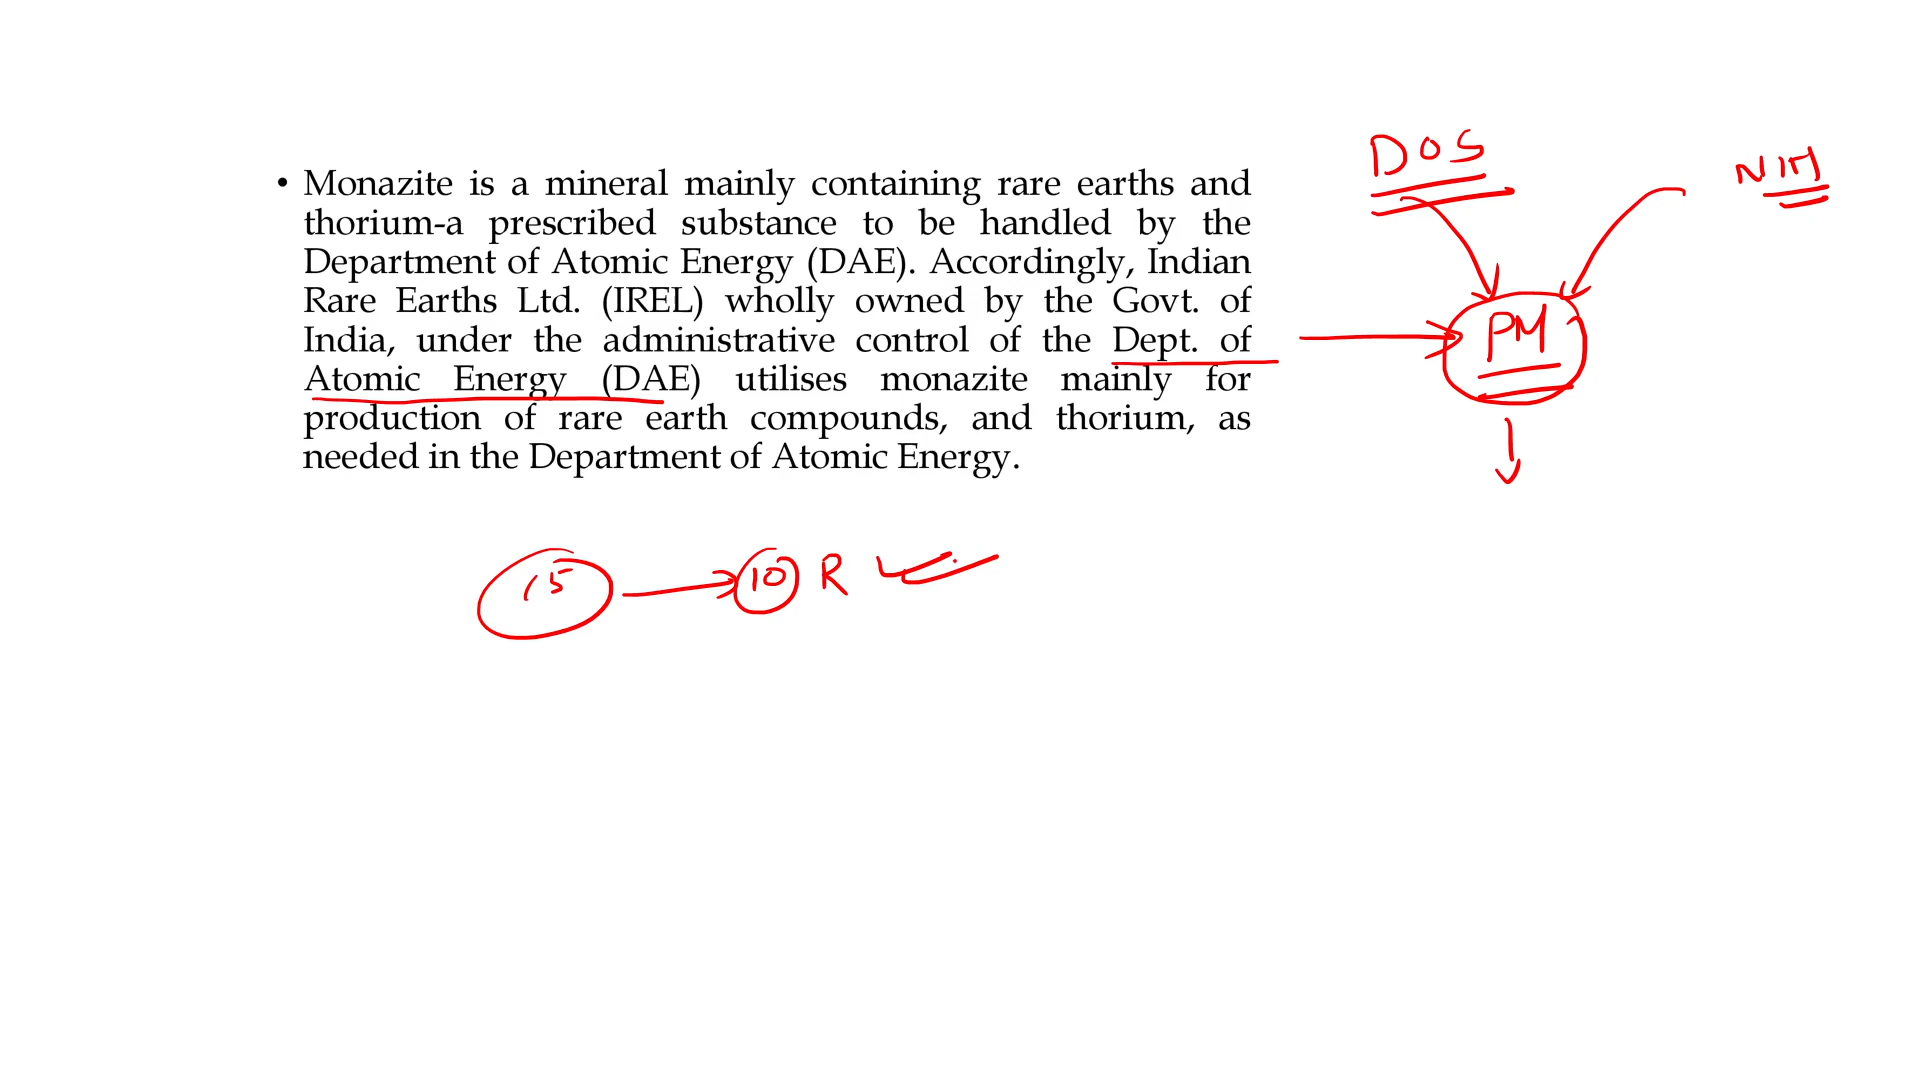 • Monazite is a mineral mainly containing rare earths and
thorium-a prescribed substance to be handled by the
Department of Atomic Energy (DAE). Accordingly, Indian
Rare Earths Ltd. (IREL) wholly owned by the Govt. of
India, under the administrative control of the Dept. of
Atomic Energy (DAE) utilises monazite mainly for
production of rare earth compounds, and thorium, as
needed in the Department of Atomic Energy.
DOS
PM
15
10 R